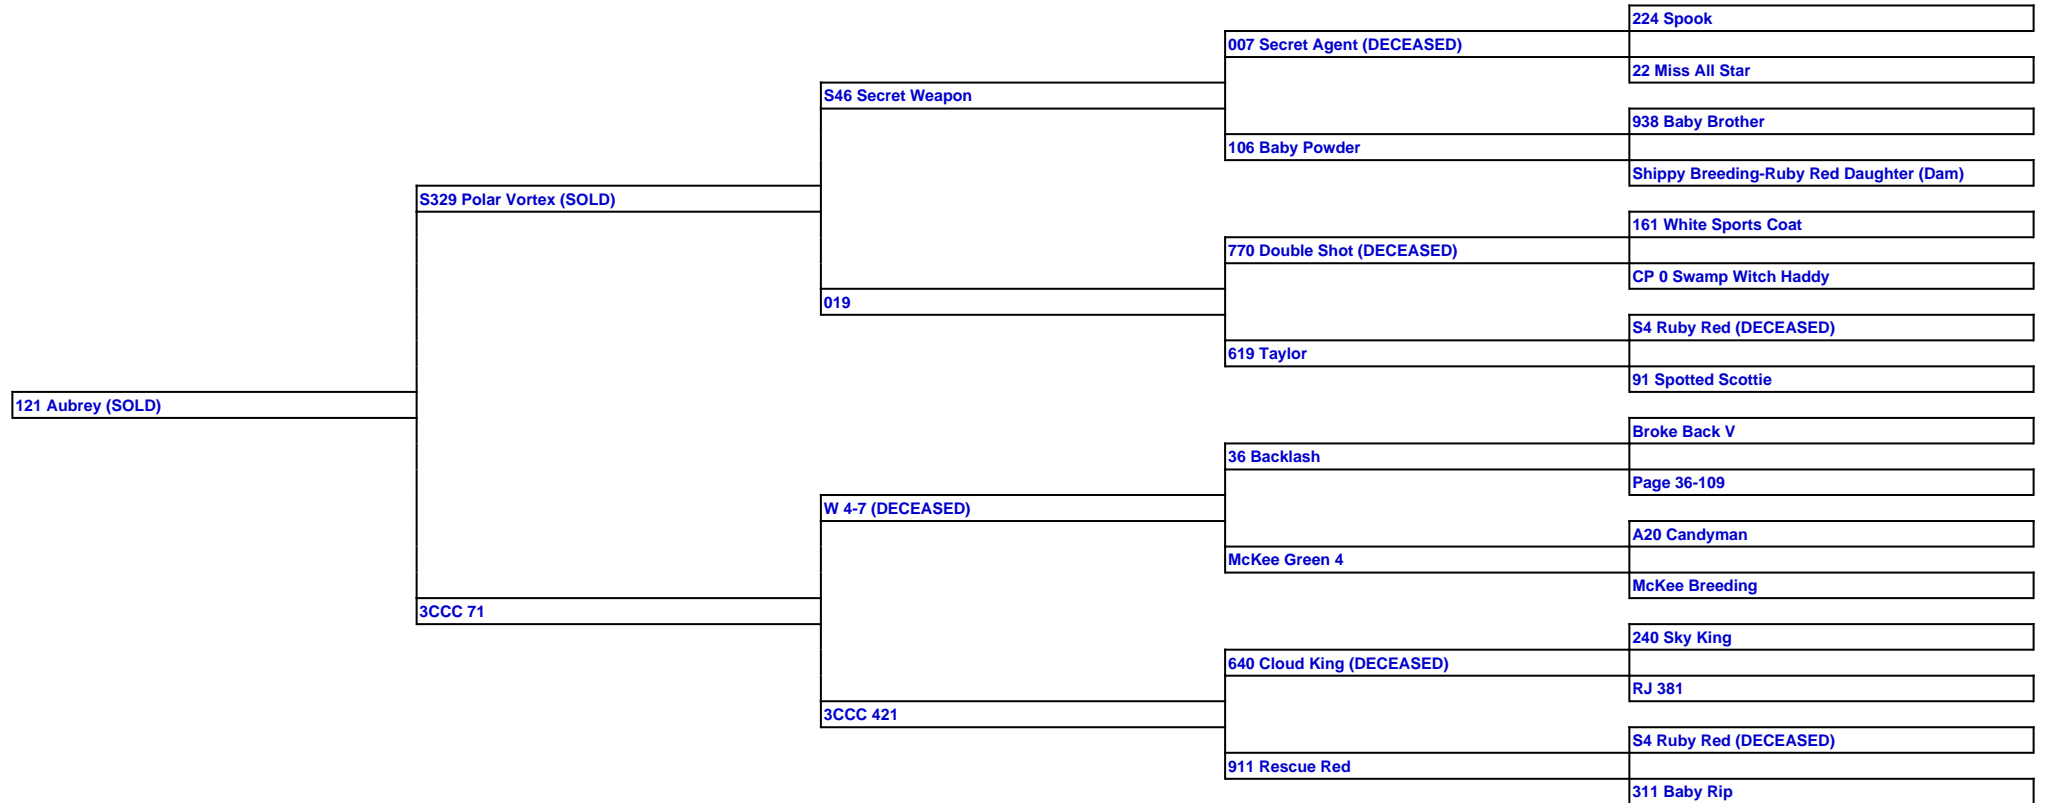 224 Spook
007 Secret Agent (DECEASED)
22 Miss All Star
S46 Secret Weapon
938 Baby Brother
106 Baby Powder
Shippy Breeding-Ruby Red Daughter (Dam)
S329 Polar Vortex (SOLD)
161 White Sports Coat
770 Double Shot (DECEASED)
CP 0 Swamp Witch Haddy
019
S4 Ruby Red (DECEASED)
619 Taylor
91 Spotted Scottie
121 Aubrey (SOLD)
Broke Back V
36 Backlash
Page 36-109
W 4-7 (DECEASED)
A20 Candyman
McKee Green 4
McKee Breeding
3CCC 71
240 Sky King
640 Cloud King (DECEASED)
RJ 381
3CCC 421
S4 Ruby Red (DECEASED)
911 Rescue Red
311 Baby Rip